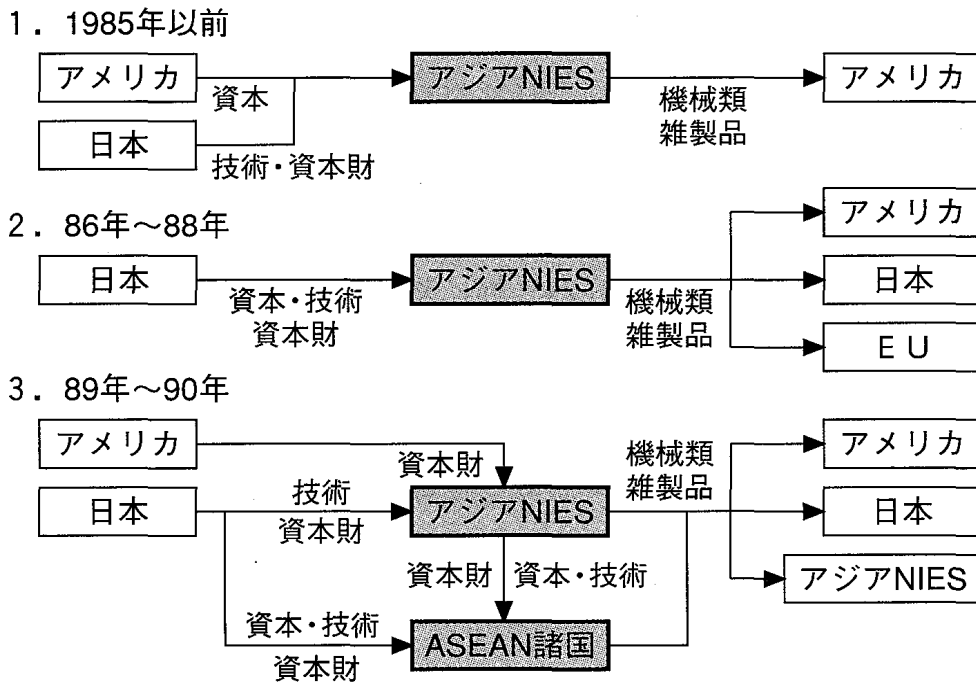 1．1985年以前
アメリカ
アジアNIES
アメリカ
資本
機械類
雑製品
日本
技術・資本財
2．86年～88年
アメリカ
日本
アジアNIES
日本
資本・技術
資本財
機械類
雑製品
EU
3．89年～90年
アメリカ
アメリカ
資本財
機械類
雑製品
日本
技術
資本財
アジアNIES
日本
資本財
資本・技術
アジアNIES
資本・技術
資本財
ASEAN諸国